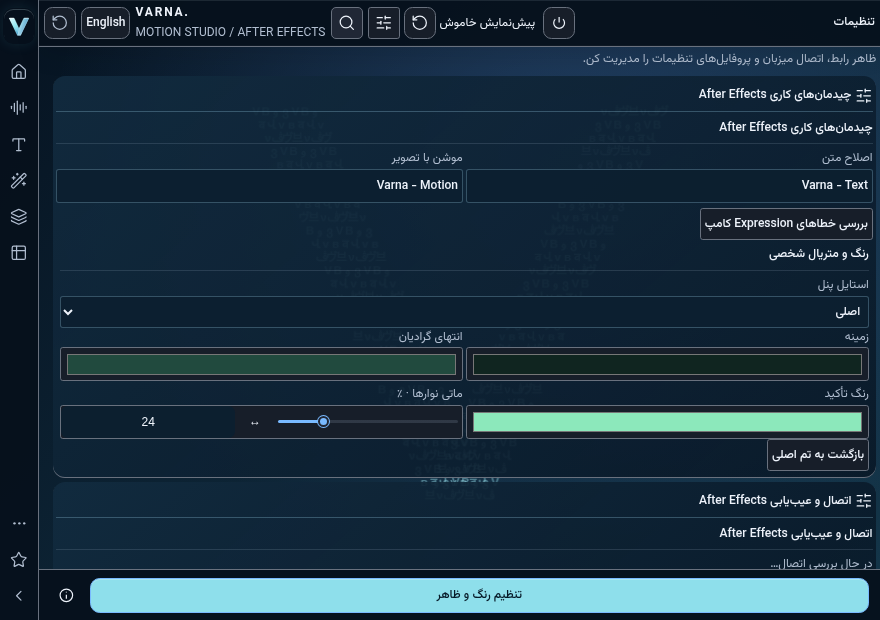 English
VARNA.
MOTION STUDIO / AFTER EFFECTS
پیش‌نمایش خاموش
تنظیمات
ظاهر رابط، اتصال میزبان و پروفایل‌های تنظیمات را مدیریت کن.
چیدمان‌های کاری After Effects
چیدمان‌های کاری After Effects
اصلاح متن
موشن با تصویر
Varna - Text
Varna - Motion
بررسی خطاهای Expression کامپ
رنگ و متریال شخصی
استایل پنل
اصلی
زمینه
انتهای گرادیان
رنگ تأکید
ماتی نوارها · ٪
24
بازگشت به تم اصلی
اتصال و عیب‌یابی After Effects
اتصال و عیب‌یابی After Effects
در حال بررسی اتصال…
تنظیم رنگ و ظاهر